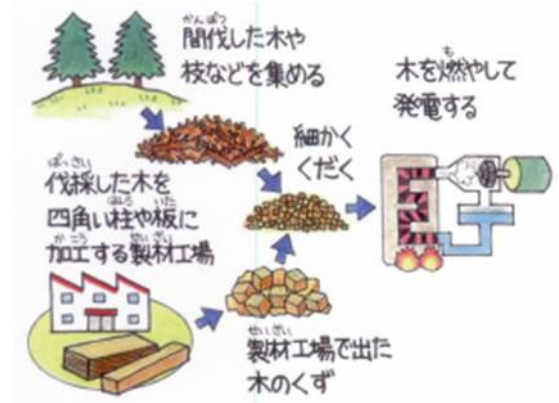 間伐した木や
枝などを集める
木を燃やして
発電する
細かく
くだく
伐採した木を
四角い柱や板に
加工する製材工場
製材工場で出た
木のくず